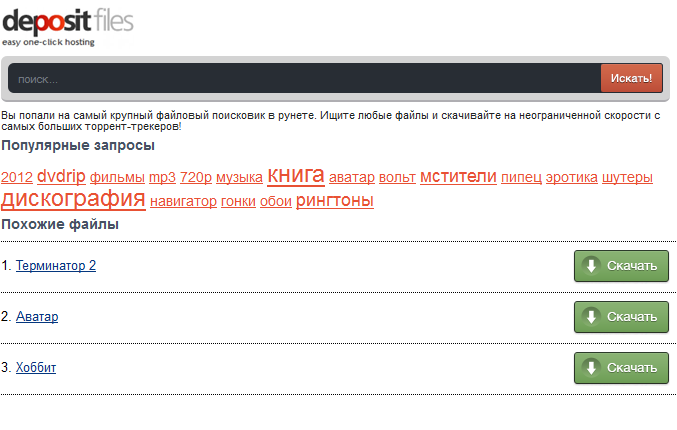 depositfiles
easy one-click hosting
поиск...
Искать!
Вы попали на самый крупный файловый поисковик в рунете. Ищите любые файлы и скачивайте на неограниченной скорости с
самых больших торрент-трекеров!
Популярные запросы
2012 dvdrip фильмы mp3 720p музыка книга аватар вольт мстители пипец эротика шутеры
дискография навигатор гонки обои рингтоны
Похожие файлы
1. Терминатор 2
Скачать
2. Аватар
Скачать
3. Хоббит
Скачать